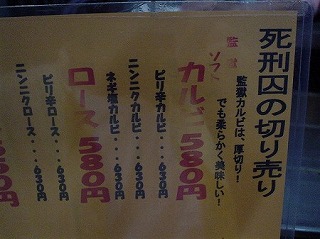 死刑囚の切り売り
監獄カルビは、厚切り！
でも柔らかく美味しい！
監獄
ソフト
カルビ 580円
ピリ辛カルビ・・・630円
ニンニクカルビ・・・630円
ネギ塩カルビ・・・630円
ロース 580円
ピリ辛ロース・・・630円
ニンニクロース・・・630円